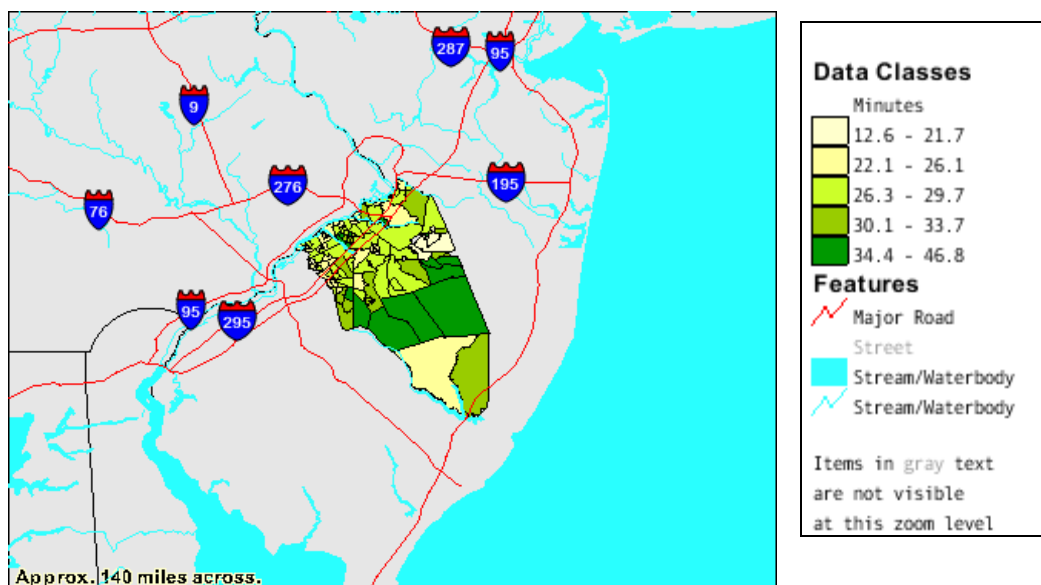 287
95
9
276
195
76
95
295
Approx. 140 miles across.
Data Classes
Minutes
12.6 - 21.7
22.1 - 26.1
26.3 - 29.7
30.1 - 33.7
34.4 - 46.8
Features
Major Road
Street
Stream/Waterbody
Stream/Waterbody
Items in gray text
are not visible
at this zoom level